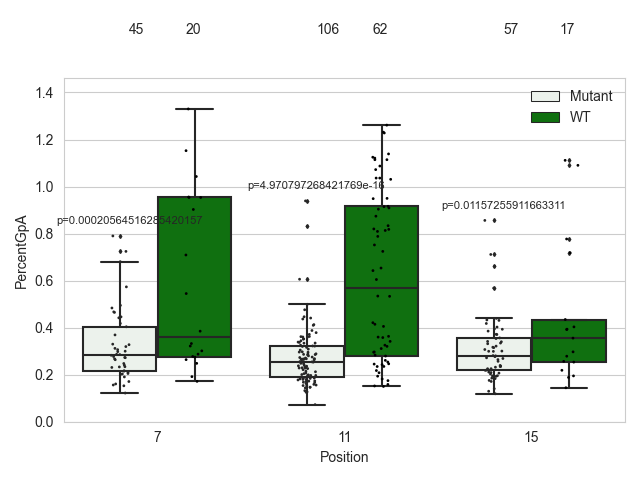 45 20 106 62 57 17
1.4
Mutant
WT
1.2
1.0
p=4.970797268421769e-16
p=0.01157255911663311
p=0.00020564516285420157
0.8
PercentGpA
0.6
0.4
0.2
0.0
7 11 15
Position